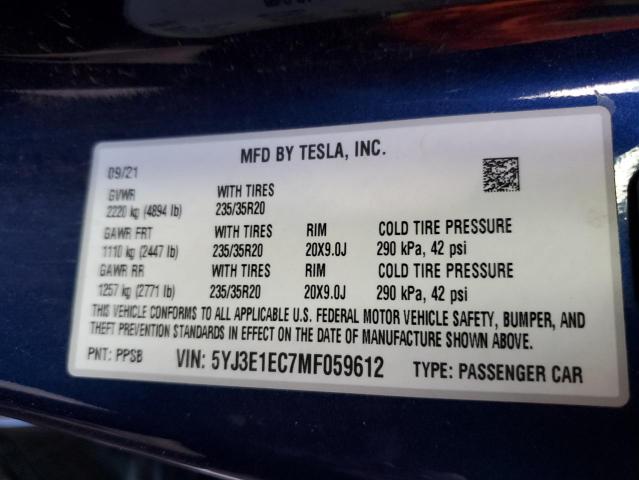 MFD BY TESLA, INC.
09/21
GVWR WITH TIRES
2220 kg (4894 lb) 235/35R20
GAWR FRT WITH TIRES RIM COLD TIRE PRESSURE
1110 kg (2447 lb) 235/35R20 20X9.0J 290 kPa, 42 psi
GAWR RR WITH TIRES RIM COLD TIRE PRESSURE
1257 kg (2771 lb) 235/35R20 20X9.0J 290 kPa, 42 psi
THIS VEHICLE CONFORMS TO ALL APPLICABLE U.S. FEDERAL MOTOR VEHICLE SAFETY, BUMPER, AND
THEFT PREVENTION STANDARDS IN EFFECT ON THE DATE OF MANUFACTURE SHOWN ABOVE.
PNT: PPSB VIN: 5YJ3E1EC7MF059612 TYPE: PASSENGER CAR